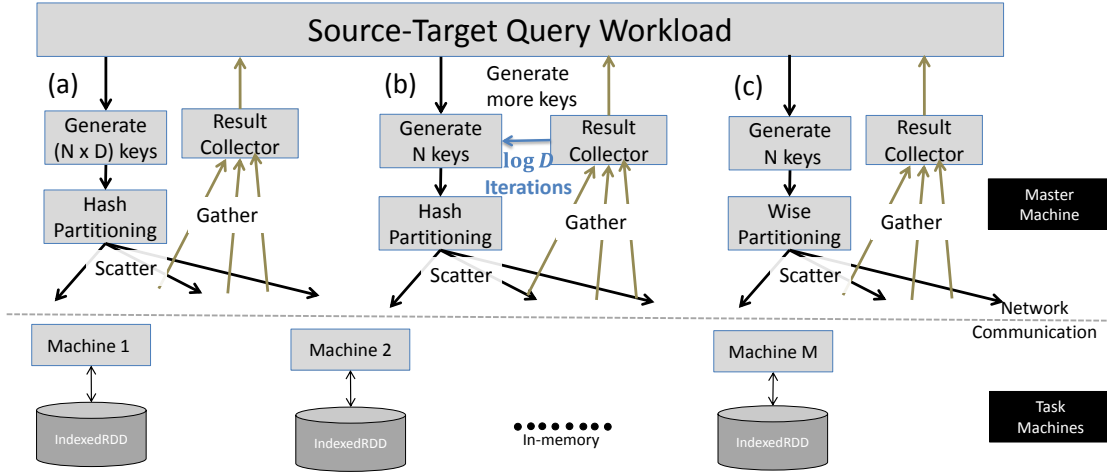 Source-Target Query Workload
(a)
Generate
(N x D) keys
Result
Collector
Hash
Partitioning
Gather
Scatter
(b)
Generate
more keys
Generate
N keys
log D
Iterations
Result
Collector
Hash
Partitioning
Gather
Scatter
(c)
Generate
N keys
Result
Collector
Wise
Partitioning
Gather
Scatter
Master
Machine
Network
Communication
Machine 1
Machine 2
Machine M
IndexedRDD
IndexedRDD
In-memory
IndexedRDD
Task
Machines